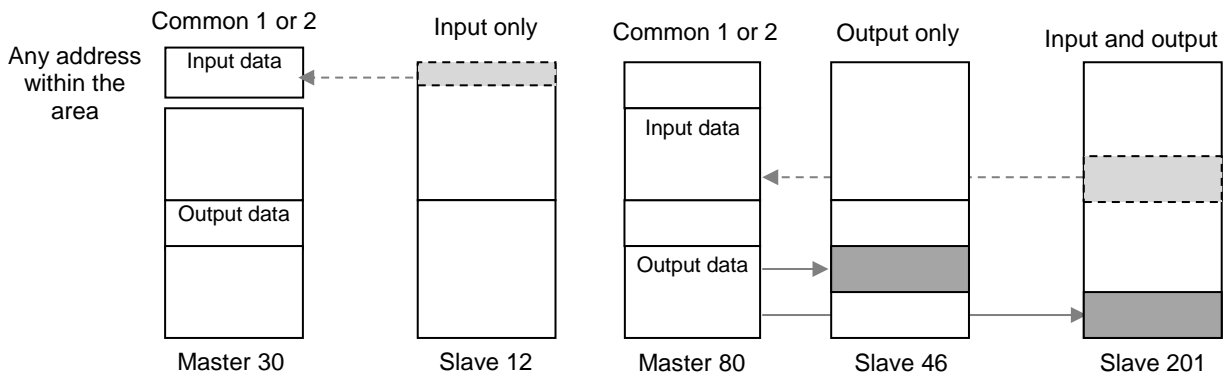 Common 1 or 2
Input only
Common 1 or 2
Output only
Input and output
Any address
within the
area
Input data
Input data
Output data
Output data
Master 30
Slave 12
Master 80
Slave 46
Slave 201